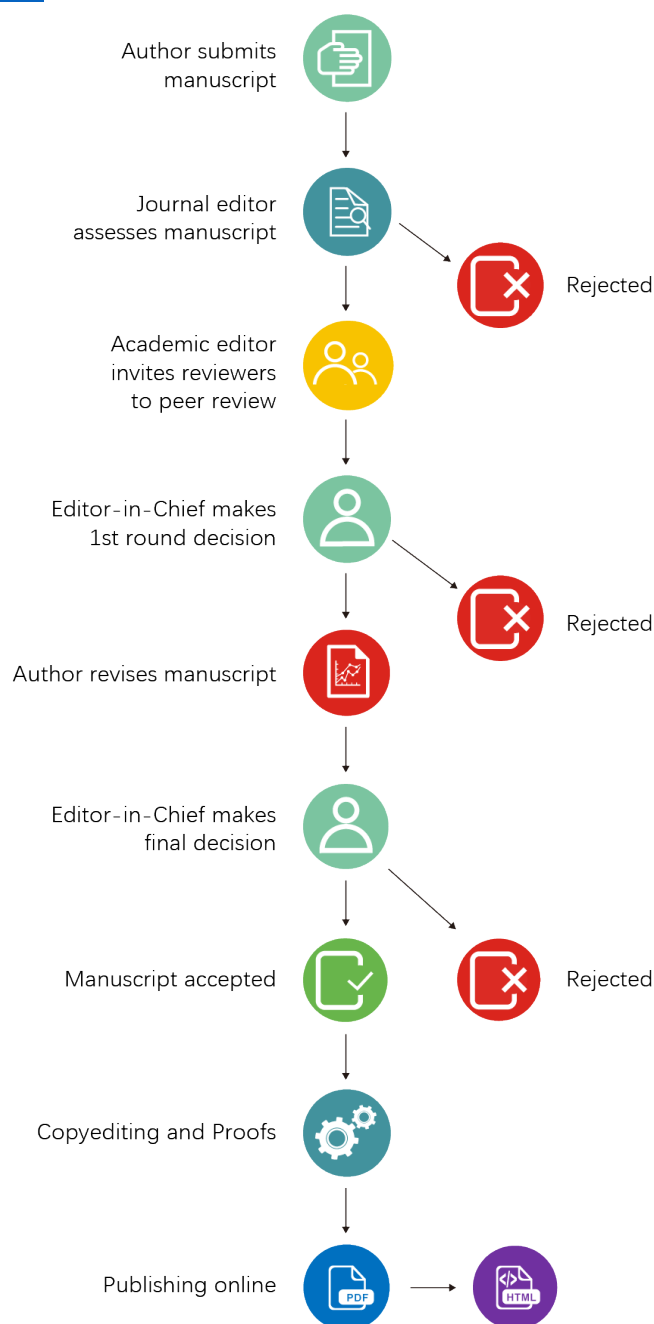 Author submits
manuscript
Journal editor
assesses manuscript
Rejected
Academic editor
invites reviewers
to peer review
Editor-in-Chief makes
1st round decision
Rejected
Author revises manuscript
Editor-in-Chief makes
final decision
Manuscript accepted
Rejected
Copyediting and Proofs
Publishing online
PDF
HTML